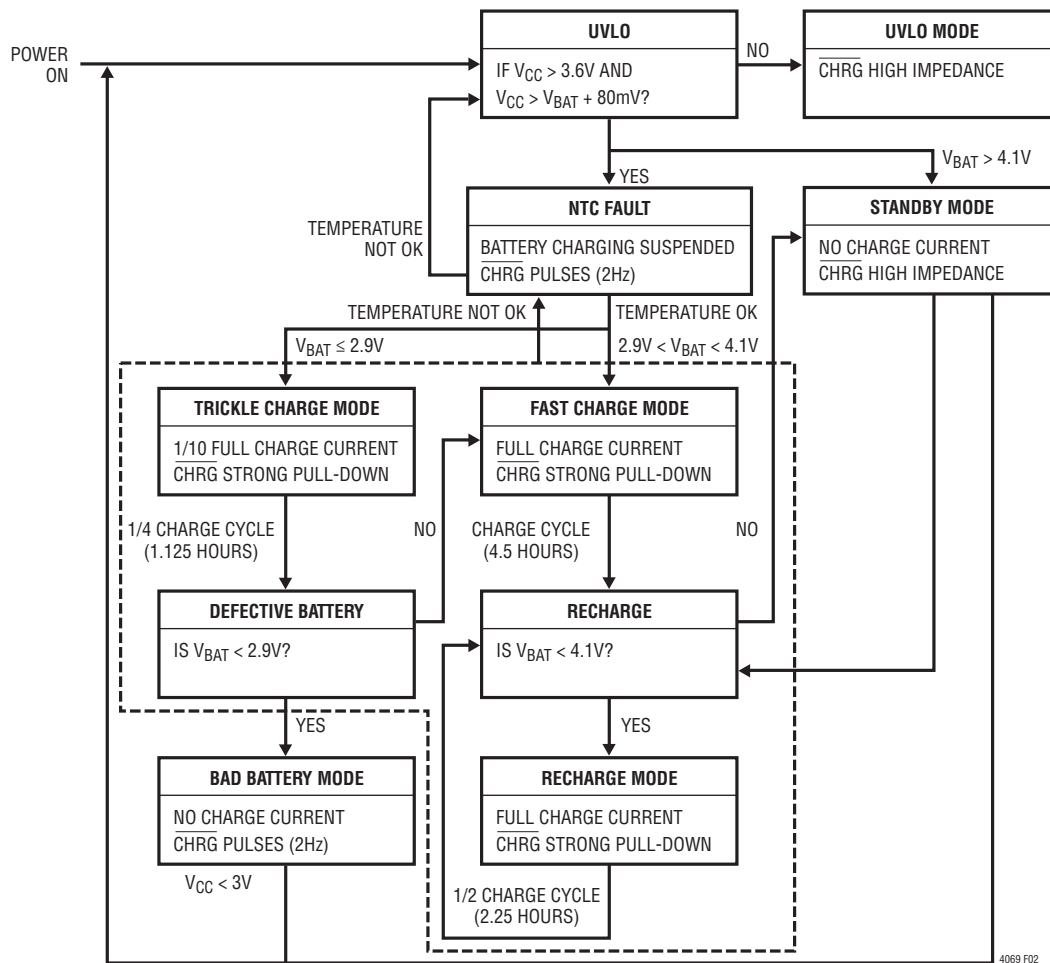 POWER
ON
UVLO
IF VCC > 3.6V AND
VCC > VBAT + 80mV?
NO
UVLO MODE
CHRG HIGH IMPEDANCE
YES
VBAT > 4.1V
TEMPERATURE
NOT OK
NTC FAULT
BATTERY CHARGING SUSPENDED
CHRG PULSES (2Hz)
STANDBY MODE
NO CHARGE CURRENT
CHRG HIGH IMPEDANCE
TEMPERATURE NOT OK
TEMPERATURE OK
VBAT ≤ 2.9V
2.9V < VBAT < 4.1V
TRICKLE CHARGE MODE
1/10 FULL CHARGE CURRENT
CHRG STRONG PULL-DOWN
FAST CHARGE MODE
FULL CHARGE CURRENT
CHRG STRONG PULL-DOWN
1/4 CHARGE CYCLE
(1.125 HOURS)
NO
CHARGE CYCLE
(4.5 HOURS)
NO
DEFECTIVE BATTERY
IS VBAT < 2.9V?
RECHARGE
IS VBAT < 4.1V?
YES
YES
BAD BATTERY MODE
NO CHARGE CURRENT
CHRG PULSES (2Hz)
RECHARGE MODE
FULL CHARGE CURRENT
CHRG STRONG PULL-DOWN
VCC < 3V
1/2 CHARGE CYCLE
(2.25 HOURS)
4069 F02